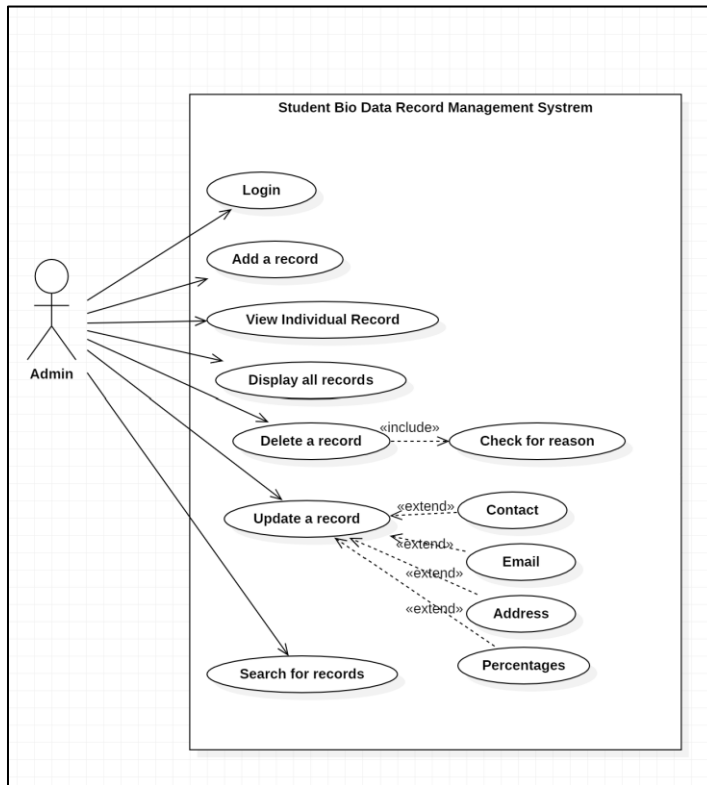 Student Bio Data Record Management Systrem
Login
Add a record
View Individual Record
Admin
Display all records
«include»
Delete a record
Check for reason
«extend»
Contact
Update a record
«extend»
Email
«extend»
Address
«extend»
Percentages
Search for records